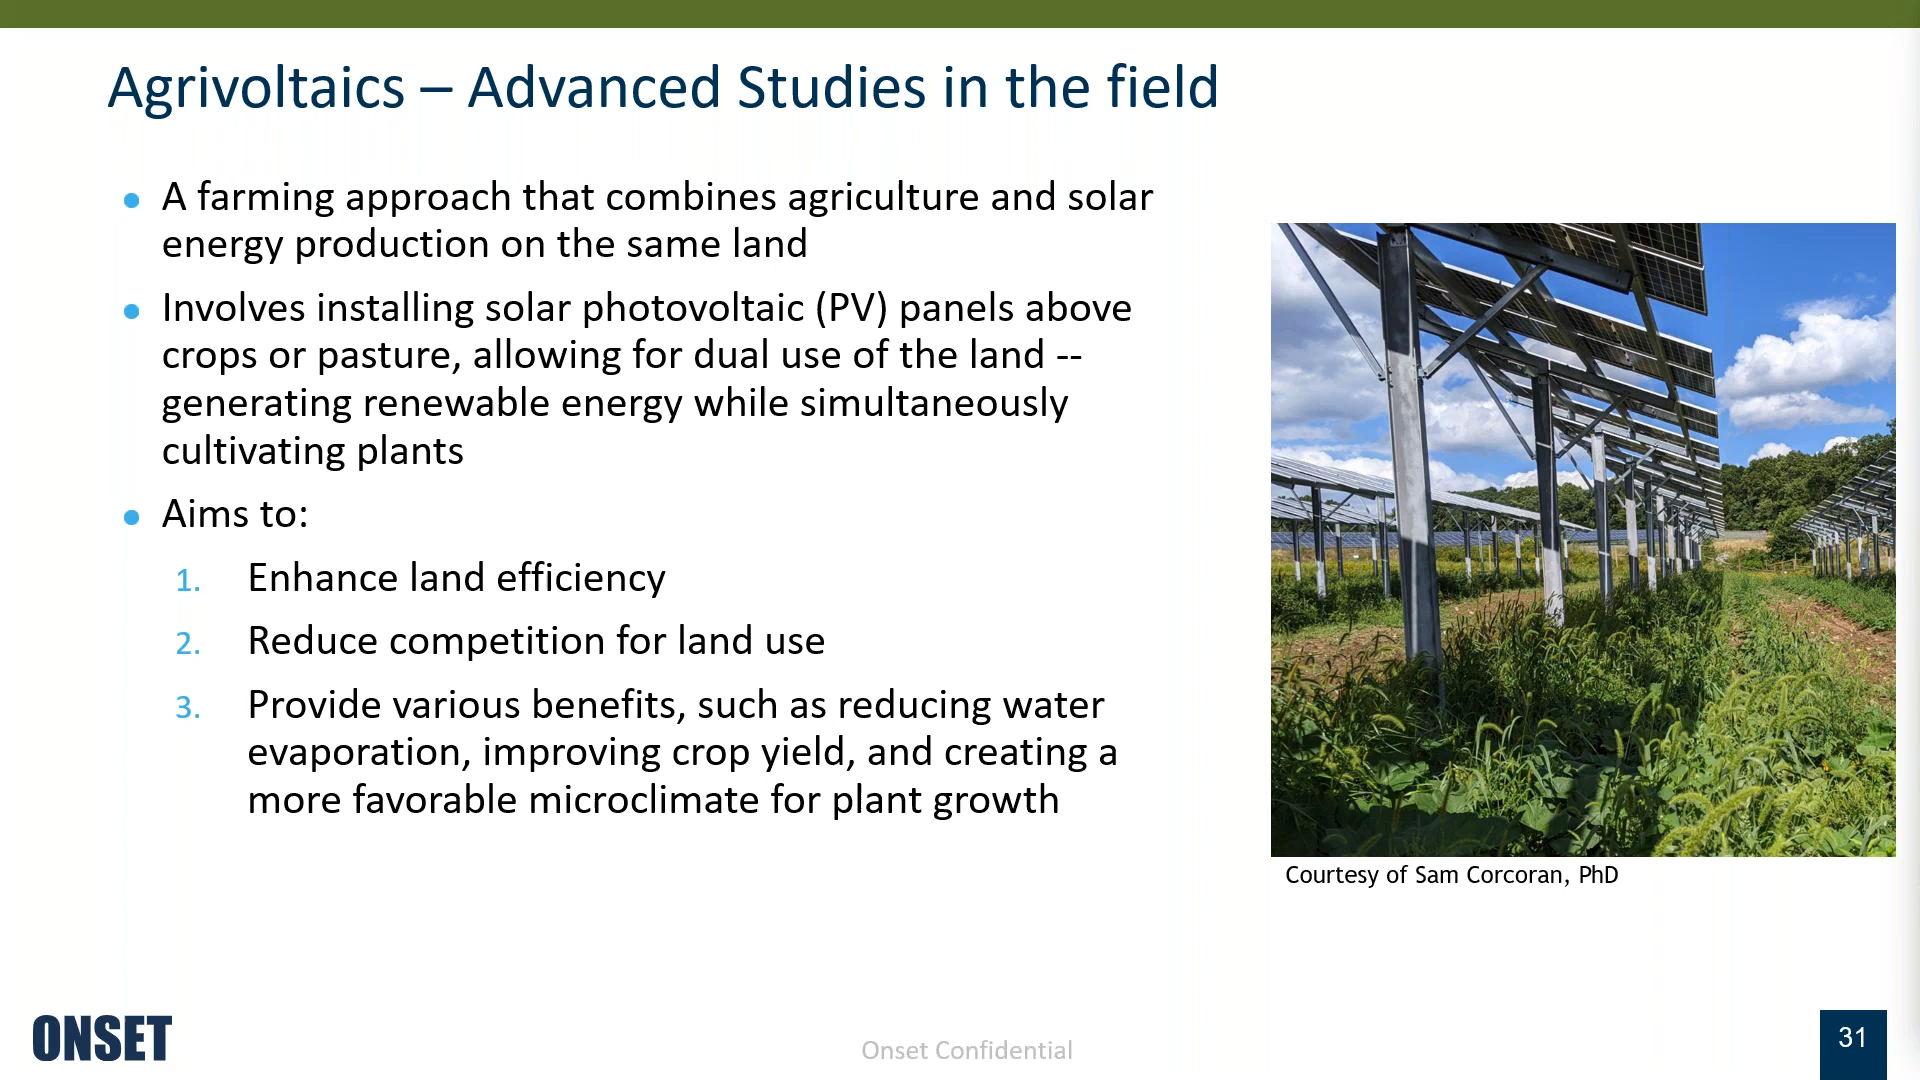 Agrivoltaics – Advanced Studies in the field
• A farming approach that combines agriculture and solar
energy production on the same land
• Involves installing solar photovoltaic (PV) panels above
crops or pasture, allowing for dual use of the land --
generating renewable energy while simultaneously
cultivating plants
• Aims to:
1. Enhance land efficiency
2. Reduce competition for land use
3. Provide various benefits, such as reducing water
evaporation, improving crop yield, and creating a
more favorable microclimate for plant growth
Courtesy of Sam Corcoran, PhD
ONSET
Onset Confidential
31